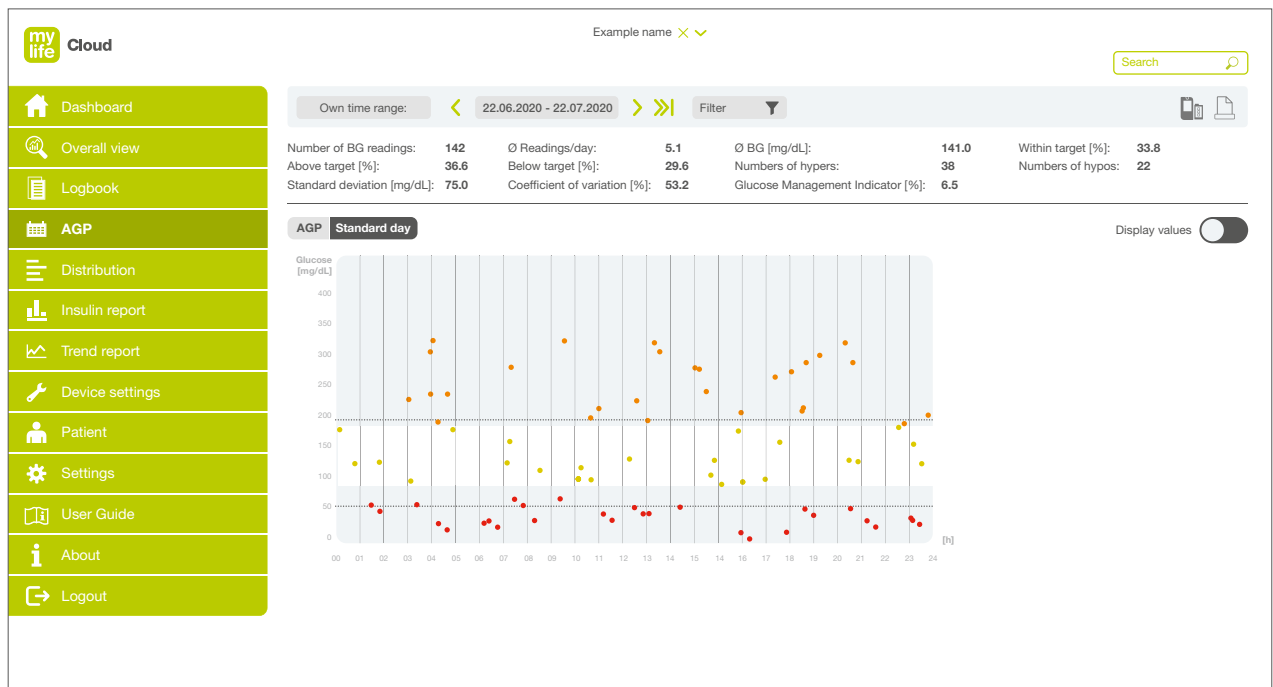 my
life
Cloud
Example name
Search
Dashboard
Overall view
Logbook
AGP
Distribution
Insulin report
Trend report
Device settings
Patient
Settings
User Guide
About
Logout
Own time range: 22.06.2020 - 22.07.2020 Filter
Number of BG readings: 142 Ø Readings/day: 5.1 Ø BG [mg/dL]: 141.0 Within target [%]: 33.8
Above target [%]: 36.6 Below target [%]: 29.6 Numbers of hypers: 38 Numbers of hypos: 22
Standard deviation [mg/dL]: 75.0 Coefficient of variation [%]: 53.2 Glucose Management Indicator [%]: 6.5
AGP Standard day Display values
Glucose
[mg/dL]
400
350
300
250
200
150
100
50
0
[h]
00 01 02 03 04 05 06 07 08 09 10 11 12 13 14 16 17 18 19 20 21 22 23 24